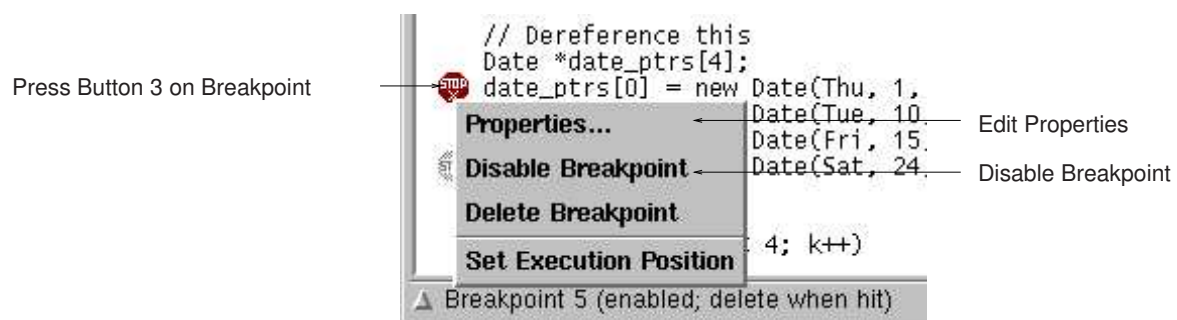 // Dereference this
Date *date_ptrs[4];
Press Button 3 on Breakpoint
STOP
date_ptrs[0] = new Date(Thu, 1,
Date(Tue, 10,
Date(Fri, 15,
Date(Sat, 24,
Properties...
Disable Breakpoint
Delete Breakpoint
Set Execution Position
Edit Properties
Disable Breakpoint
4; k++)
Breakpoint 5 (enabled; delete when hit)